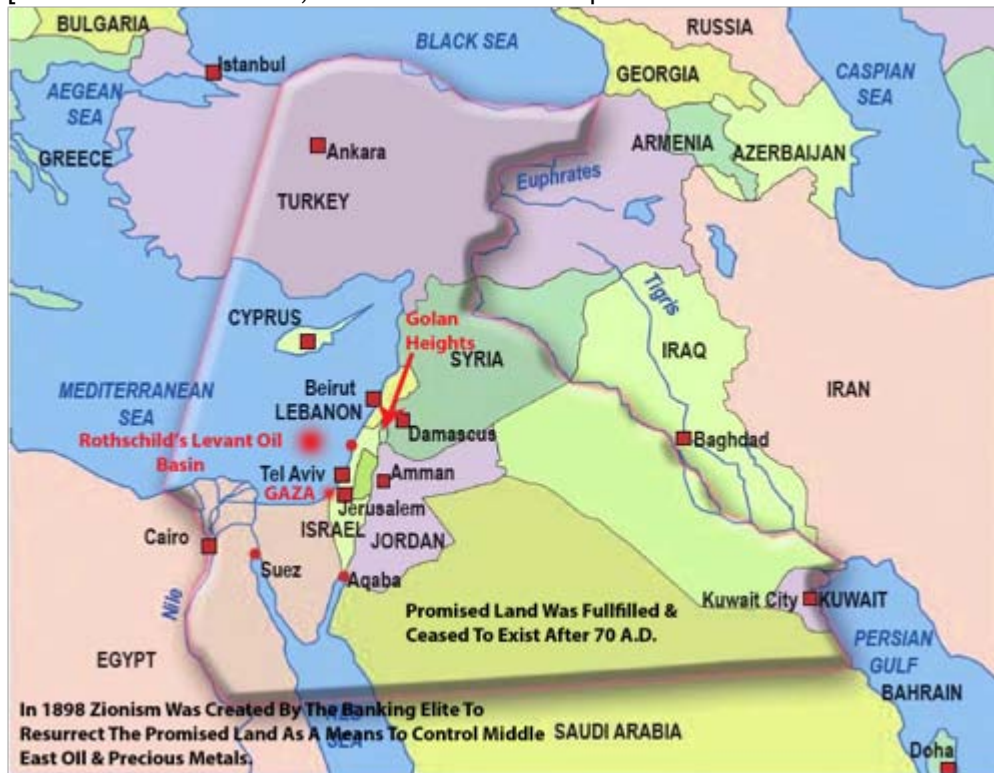 BULGARIA
BLACK SEA
RUSSIA
Istanbul
GEORGIA
CASPIAN
SEA
AEGEAN
SEA
GREECE
Ankara
ARMENIA
AZERBAIJAN
Euphrates
TURKEY
Tigris
CYPRUS
Golan
Heights
SYRIA
IRAQ
IRAN
MEDITERRANEAN
SEA
Beirut
LEBANON
Damascus
Rothschild's Levant Oil
Basin
Baghdad
Tel Aviv
Amman
GAZA
Jerusalem
ISRAEL
JORDAN
Cairo
Suez
Aqaba
Nile
Promised Land Was Fullfilled &
Ceased To Exist After 70 A.D.
Kuwait City
KUWAIT
PERSIAN
GULF
EGYPT
BAHRAIN
In 1898 Zionism Was Created By The Banking Elite To
Resurrect The Promised Land As A Means To Control Middle
East Oil & Precious Metals.
SEA
SAUDI ARABIA
Doha